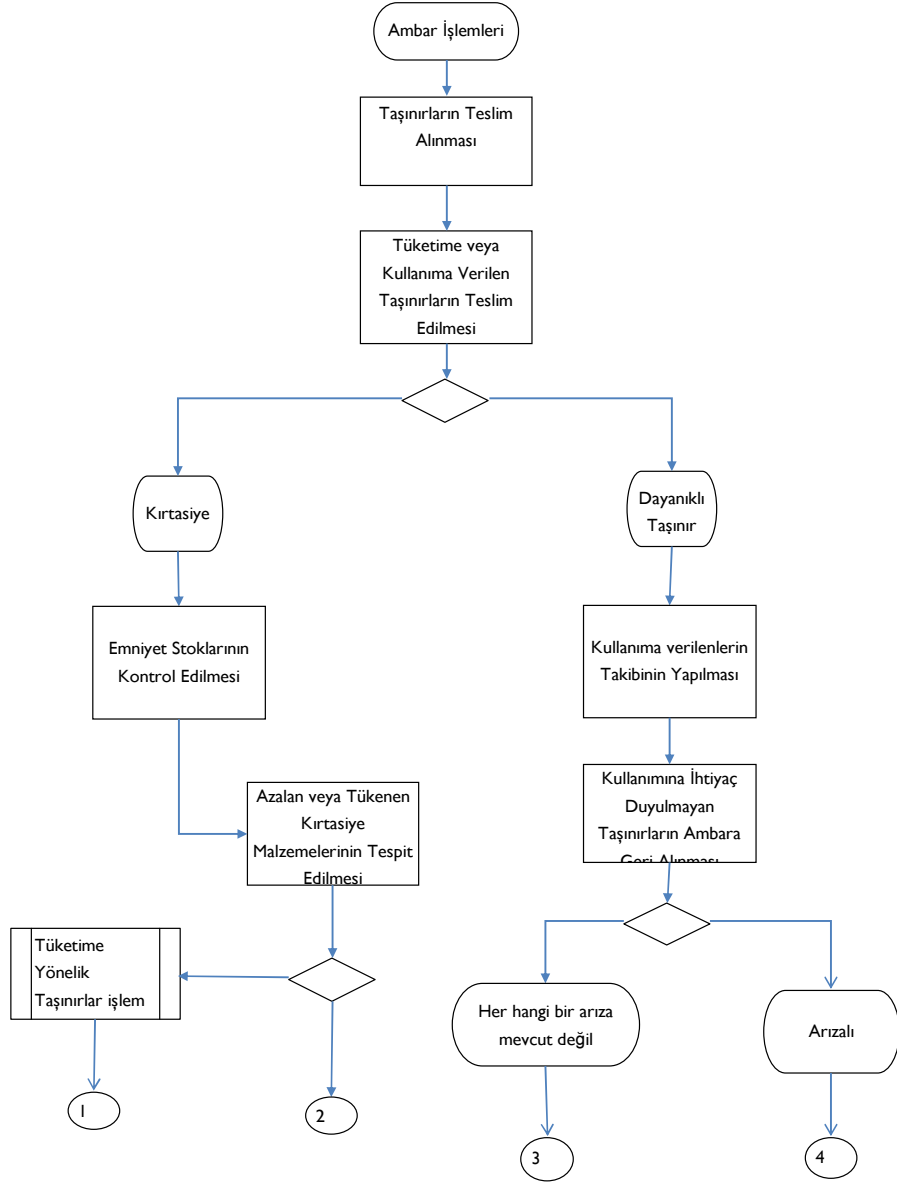 Ambar İşlemleri
Taşınırların Teslim
Alınması
Tüketime veya
Kullanıma Verilen
Taşınırların Teslim
Edilmesi
Kırtasiye
Dayanıklı
Taşınır
Emniyet Stoklarının
Kontrol Edilmesi
Kullanıma verilenlerin
Takibinin Yapılması
Azalan veya Tükenen
Kırtasiye
Malzemelerinin Tespit
Edilmesi
Kullanımına İhtiyaç
Duyulmayan
Taşınırların Ambara
Geri Alınması
Tüketime
Yönelik
Taşınırlar işlem
Her hangi bir arıza
mevcut değil
Arızalı
1
2
3
4